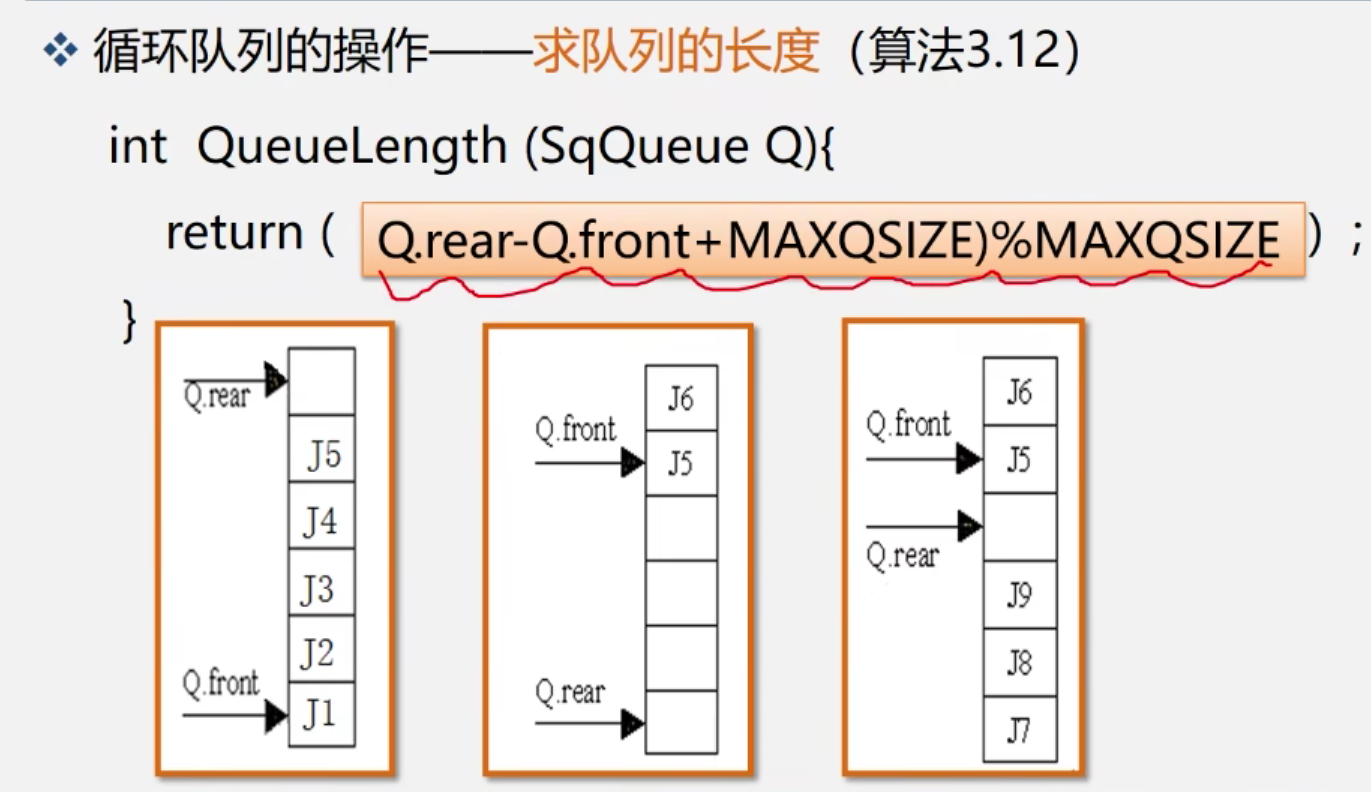 循环队列的操作——求队列的长度（算法3.12）
int QueueLength (SqQueue Q){
return ( Q.rear-Q.front+MAXQSIZE)%MAXQSIZE ) ;
}
Q.rear
J5
J4
J3
J2
Q.front
J1
J6
Q.front
J5
Q.rear
J6
Q.front
J5
Q.rear
J9
J8
J7